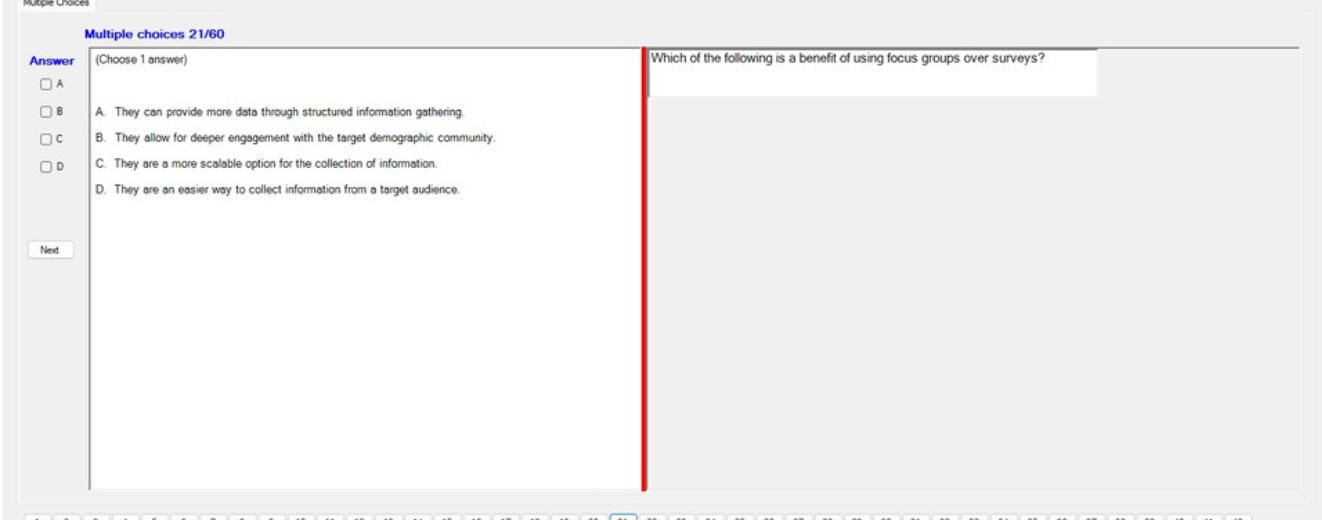 Multiple Choices
Multiple choices 21/60
Answer
A
B
C
D
Next
(Choose 1 answer)
A. They can provide more data through structured information gathering.
B. They allow for deeper engagement with the target demographic community.
C. They are a more scalable option for the collection of information.
D. They are an easier way to collect information from a target audience.
Which of the following is a benefit of using focus groups over surveys?